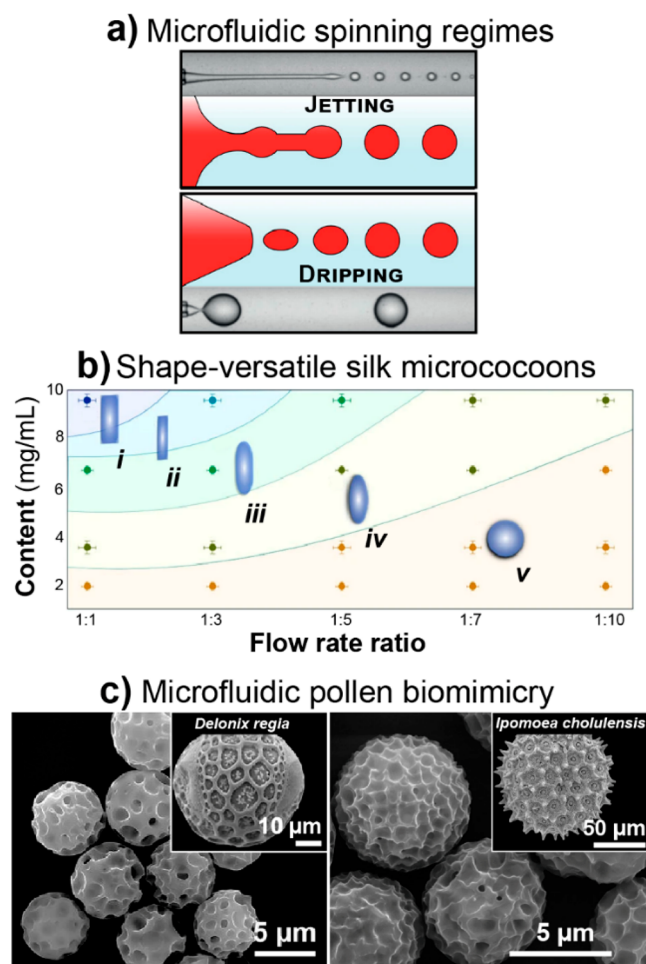 a) Microfluidic spinning regimes
JETTING
DRIPPING
b) Shape-versatile silk micrococoons
Content (mg/mL)
10
8
6
4
2
i
ii
iii
iv
v
1:1 1:3 1:5 1:7 1:10
Flow rate ratio
c) Microfluidic pollen biomimicry
Delonix regia
10 µm
5 µm
Ipomoea cholulensis
50 µm
5 µm